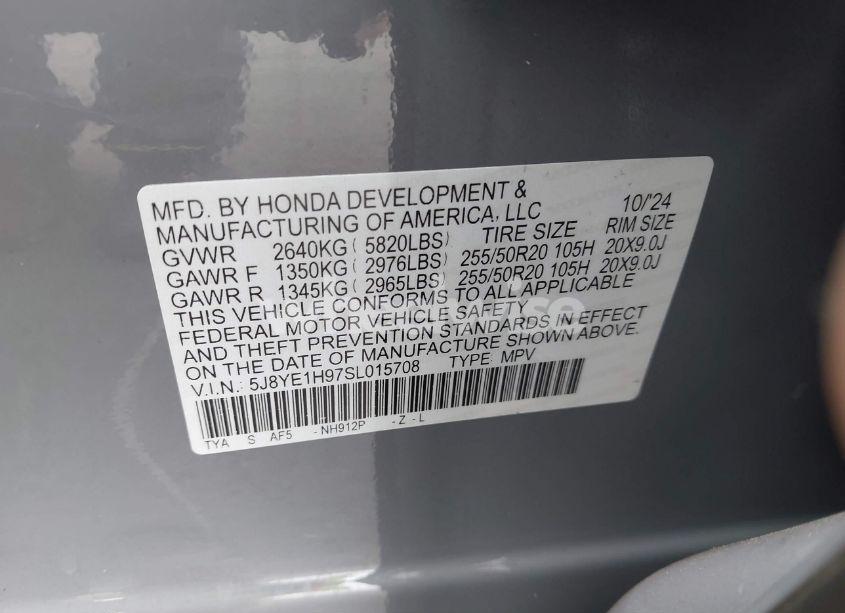 MFD. BY HONDA DEVELOPMENT & 10/'24
MANUFACTURING OF AMERICA, LLC
GVWR 2640KG ( 5820LBS) TIRE SIZE RIM SIZE
GAWR F 1350KG ( 2976LBS) 255/50R20 105H 20X9.0J
GAWR R 1345KG ( 2965LBS) 255/50R20 105H 20X9.0J
THIS VEHICLE CONFORMS TO ALL APPLICABLE
FEDERAL MOTOR VEHICLE SAFETY
AND THEFT PREVENTION STANDARDS IN EFFECT
ON THE DATE OF MANUFACTURE SHOWN ABOVE.
V.I.N.: 5J8YE1H97SL015708 TYPE: MPV
TYA S AF5 -NH912P -Z-L